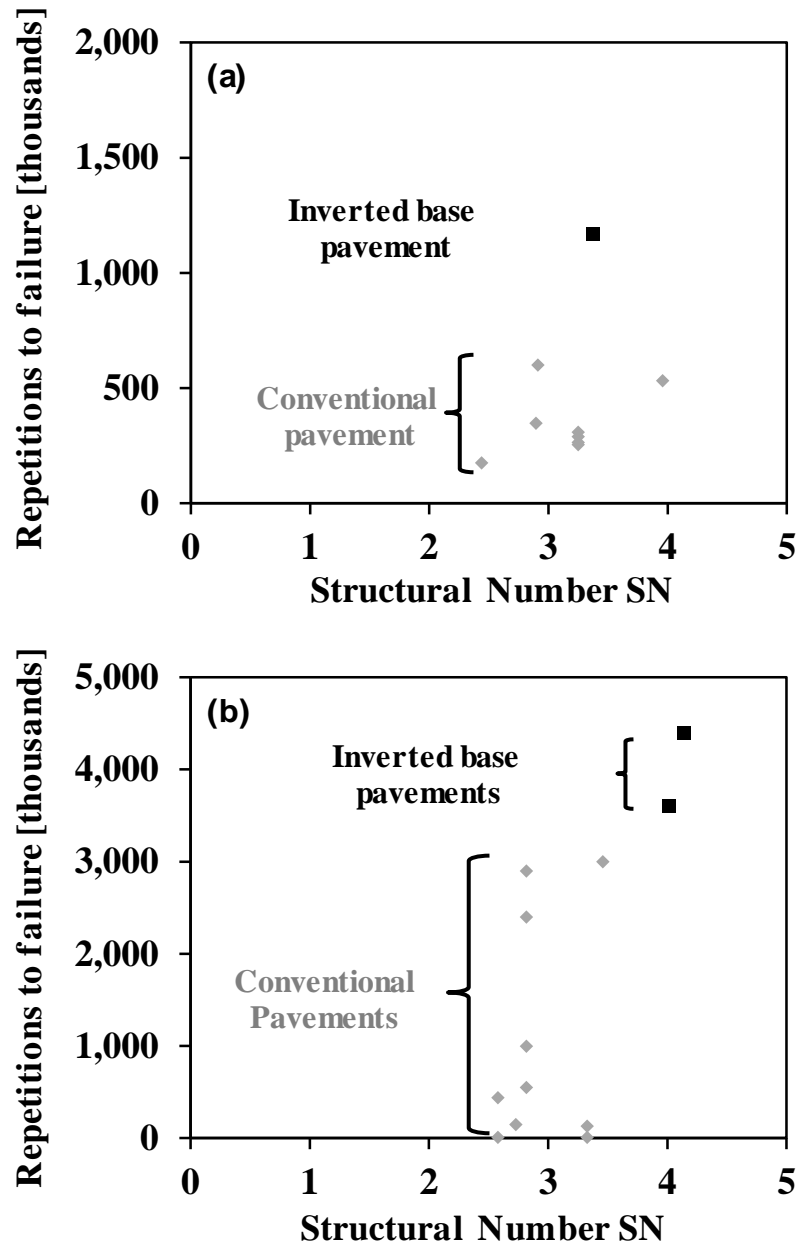 Repetitions to failure [thousands]
2,000
1,500
1,000
500
0
(a)
Inverted base
pavement
Conventional
pavement
0 1 2 3 4 5
Structural Number SN
Repetitions to failure [thousands]
5,000
4,000
3,000
2,000
1,000
0
(b)
Inverted base
pavements
Conventional
Pavements
0 1 2 3 4 5
Structural Number SN